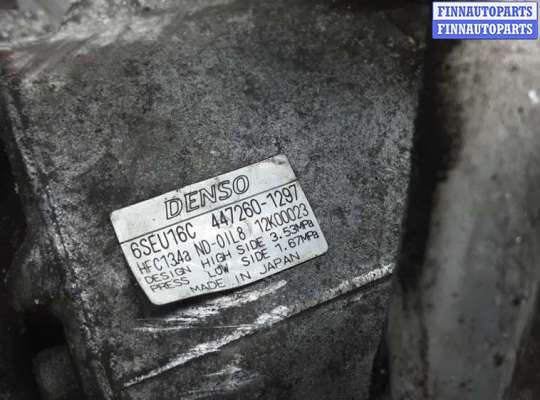 FINNAUTOPARTS
FINNAUTOPARTS
DENSO
6SEU16C 447260-1297
HFC134a ND-OIL8 12K00023
DESIGN HIGH SIDE 3.53MPa
PRESS LOW SIDE 1.67MPa
MADE IN JAPAN